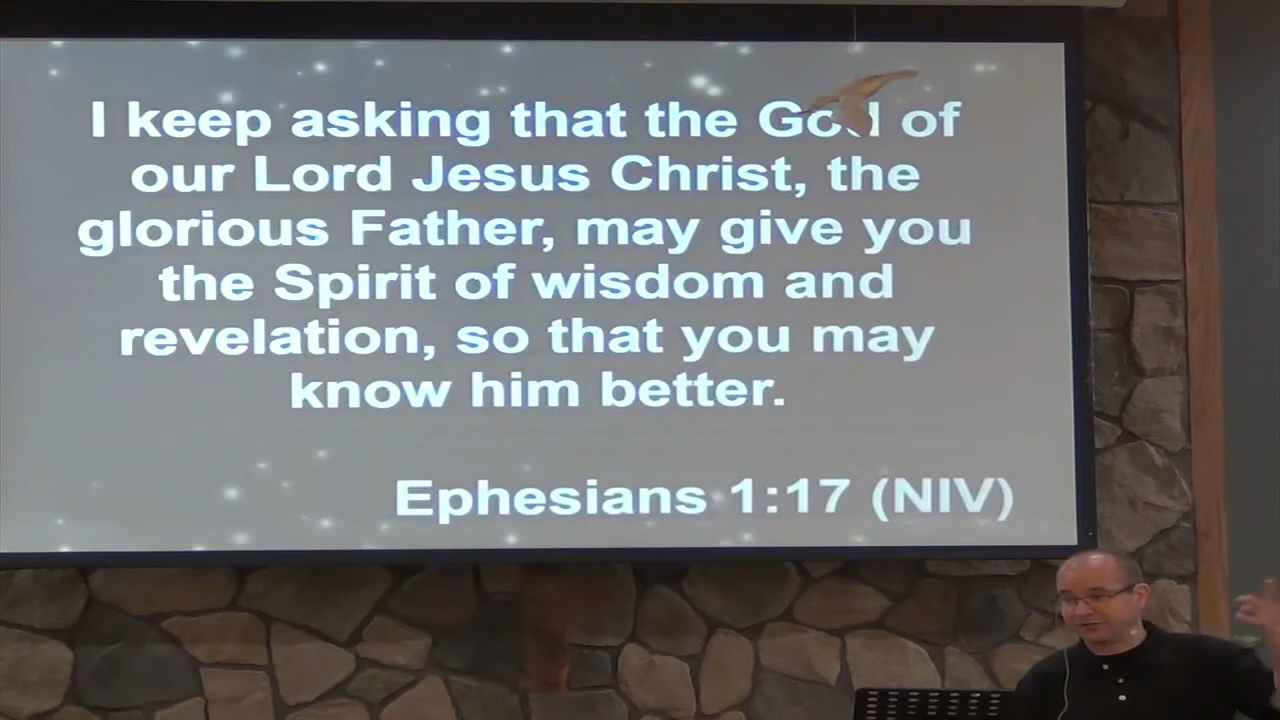 I keep asking that the God of
our Lord Jesus Christ, the
glorious Father, may give you
the Spirit of wisdom and
revelation, so that you may
know him better.
Ephesians 1:17 (NIV)